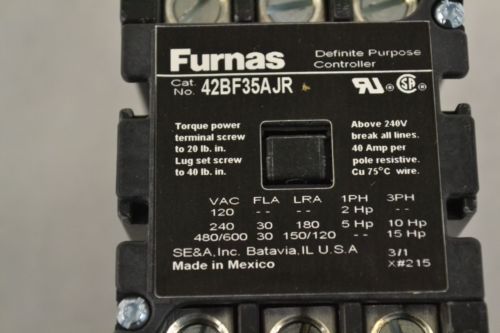 Furnas
Definite Purpose
Controller
Cat.
No. 42BF35AJR
Torque power
terminal screw
to 20 lb. in.
Lug set screw
to 40 lb. in.
Above 240V
break all lines.
40 Amp per
pole resistive.
Cu 75°C wire.
VAC FLA LRA 1PH 3PH
120 -- -- 2 Hp --
240 30 180 5 Hp 10 Hp
480/600 30 150/120 -- 15 Hp
SE&A, Inc. Batavia, IL U.S.A
Made in Mexico
3/1
X#215